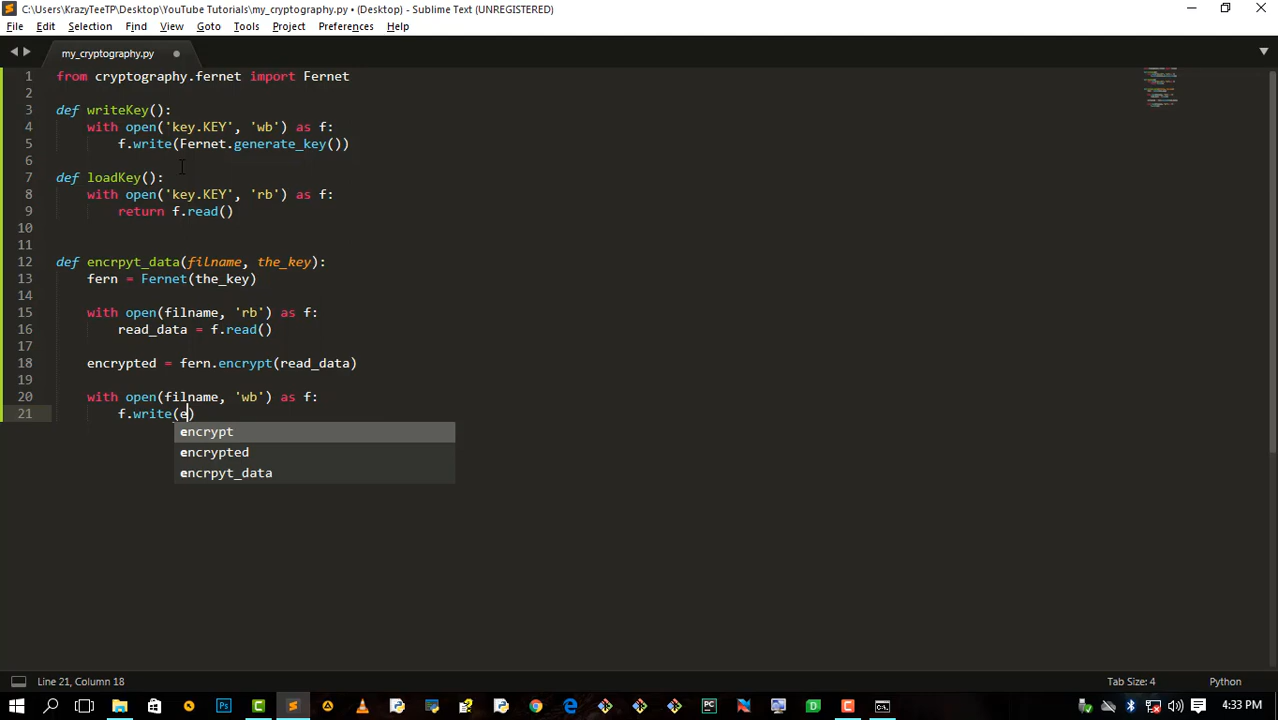 C:\Users\KrazyTeeTP\Desktop\YouTube Tutorials\my_cryptography.py • (Desktop) - Sublime Text (UNREGISTERED)
File Edit Selection Find View Goto Tools Project Preferences Help
my_cryptography.py
1 from cryptography.fernet import Fernet
2
3 def writeKey():
4 with open('key.KEY', 'wb') as f:
5 f.write(Fernet.generate_key())
6
7 def loadKey():
8 with open('key.KEY', 'rb') as f:
9 return f.read()
10
11
12 def encrpyt_data(filname, the_key):
13 fern = Fernet(the_key)
14
15 with open(filname, 'rb') as f:
16 read_data = f.read()
17
18 encrypted = fern.encrypt(read_data)
19
20 with open(filname, 'wb') as f:
21 f.write(e)
encrypt
encrypted
encrpyt_data
Line 21, Column 18 Tab Size: 4 Python
Ps PC D C 4:33 PM